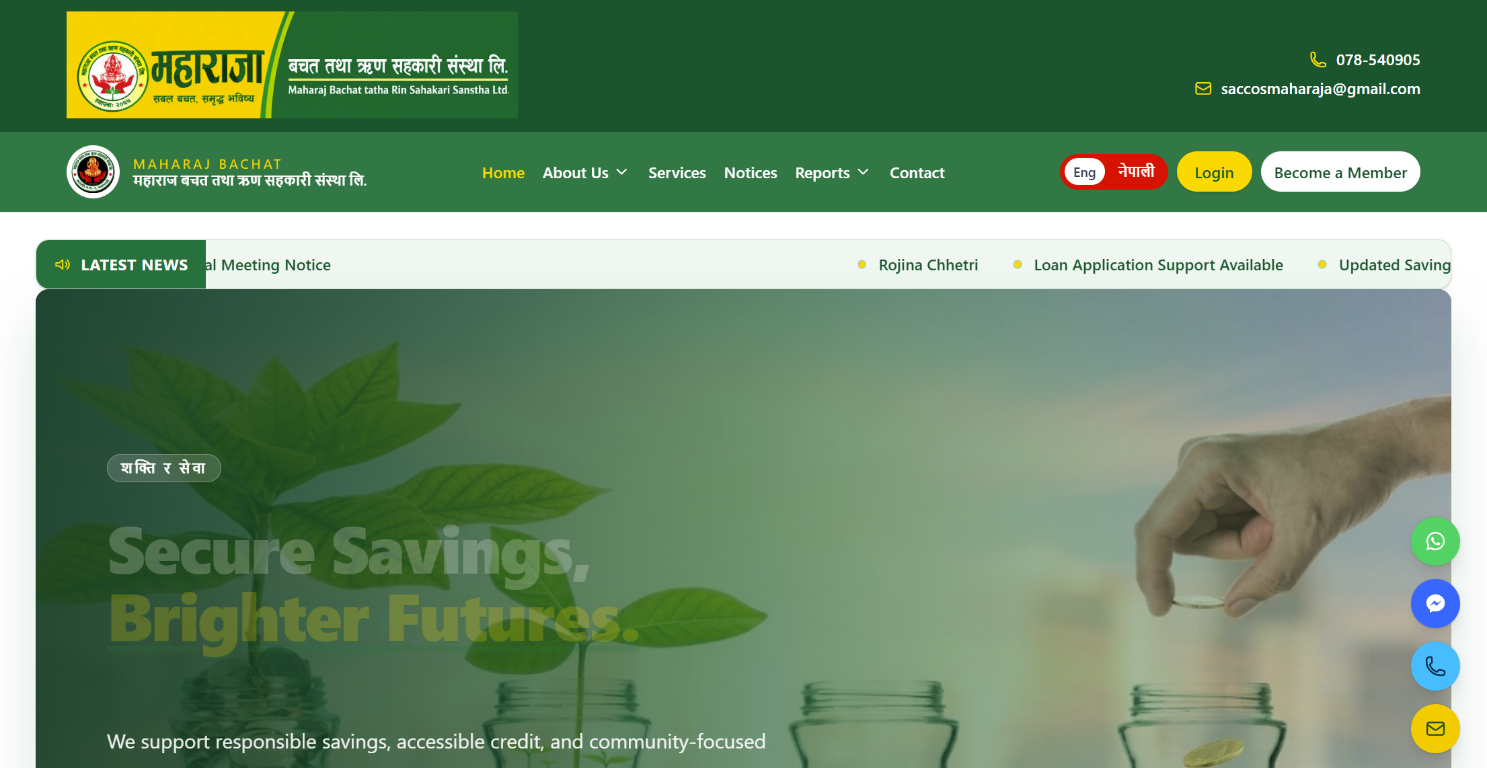 महाराजा
सबल बचत, समृद्ध भविष्य
बचत तथा ऋण सहकारी संस्था लि.
Maharaj Bachat tatha Rin Sahakari Sanstha Ltd.
078-540905
saccosmaharaja@gmail.com
MAHARAJ BACHAT
महाराज बचत तथा ऋण सहकारी संस्था लि.
Home About Us Services Notices Reports Contact
Eng नेपाली Login Become a Member
LATEST NEWS al Meeting Notice Rojina Chhetri Loan Application Support Available Updated Saving
शक्ति र सेवा
Secure Savings,
Brighter Futures.
We support responsible savings, accessible credit, and community-focused